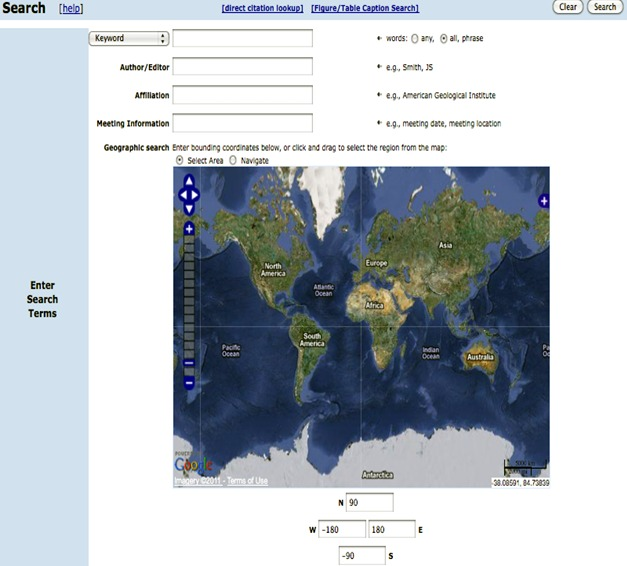 Search [help] [direct citation lookup] [Figure/Table Caption Search] Clear Search
Keyword ← words: any, all, phrase
Author/Editor ← e.g., Smith, JS
Affiliation ← e.g., American Geological Institute
Meeting Information ← e.g., meeting date, meeting location
Geographic search Enter bounding coordinates below, or click and drag to select the region from the map:
Select Area Navigate
Enter
Search
Terms
Asia
Europe
North
America
Atlantic
Ocean
Africa
South
America
Pacific
Ocean
Indian
Ocean
Australia
Pa
Oc
Antarctica
POWERED BY
Google
Imagery ©2011 - Terms of Use
-38.08591, 84.73839
N 90
W -180 180 E
-90 S